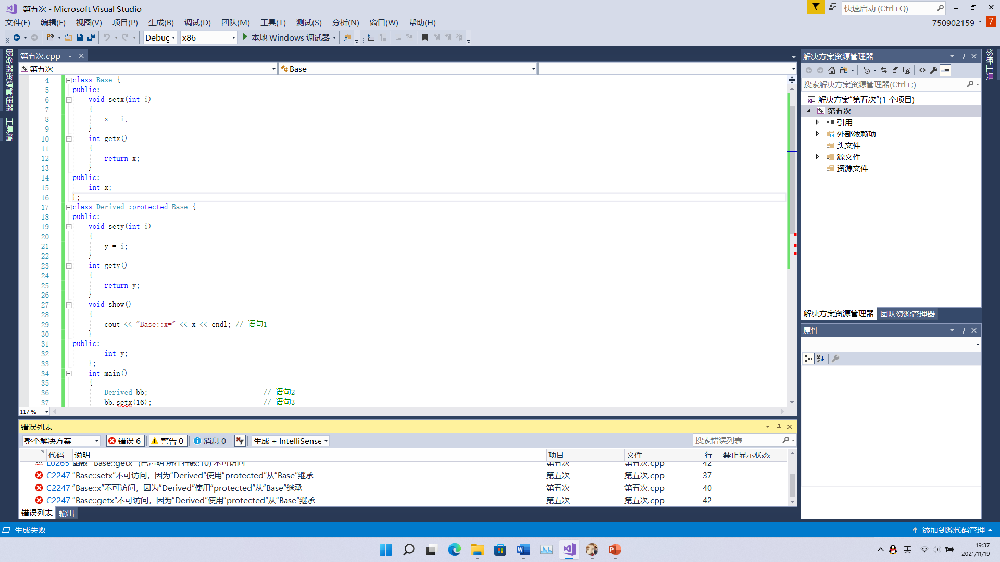 第五次 - Microsoft Visual Studio
快速启动 (Ctrl+Q)
文件(F) 编辑(E) 视图(V) 项目(P) 生成(B) 调试(D) 团队(M) 工具(T) 测试(S) 分析(N) 窗口(W) 帮助(H)
750902159
7
Debug x86 本地 Windows 调试器
服务器资源管理器
工具箱
第五次.cpp
第五次 Base
4 class Base {
5 public:
6 void setx(int i)
7 {
8 x = i;
9 }
10 int getx()
11 {
12 return x;
13 }
14 public:
15 int x;
16 };
17 class Derived :protected Base {
18 public:
19 void sety(int i)
20 {
21 y = i;
22 }
23 int gety()
24 {
25 return y;
26 }
27 void show()
28 {
29 cout << "Base::x=" << x << endl; // 语句1
30 }
31 public:
32 int y;
33 };
34 int main()
35 {
36 Derived bb; // 语句2
37 bb.setx(16); // 语句3
117 %
解决方案资源管理器
搜索解决方案资源管理器(Ctrl+;)
解决方案"第五次"(1 个项目)
第五次
引用
外部依赖项
头文件
源文件
资源文件
解决方案资源管理器 团队资源管理器
属性
诊断工具
错误列表
整个解决方案 错误 6 警告 0 消息 0 生成 + IntelliSense 搜索错误列表
代码 说明 项目 文件 行 禁止显示状态
E0265 函数 "Base::getx" (已声明 所在行数:10) 不可访问 第五次 第五次.cpp 42
C2247 “Base::setx”不可访问，因为“Derived”使用“protected”从“Base”继承 第五次 第五次.cpp 37
C2247 “Base::x”不可访问，因为“Derived”使用“protected”从“Base”继承 第五次 第五次.cpp 40
C2247 “Base::getx”不可访问，因为“Derived”使用“protected”从“Base”继承 第五次 第五次.cpp 42
错误列表 输出
生成失败
添加到源代码管理
英
19:37
2021/11/19